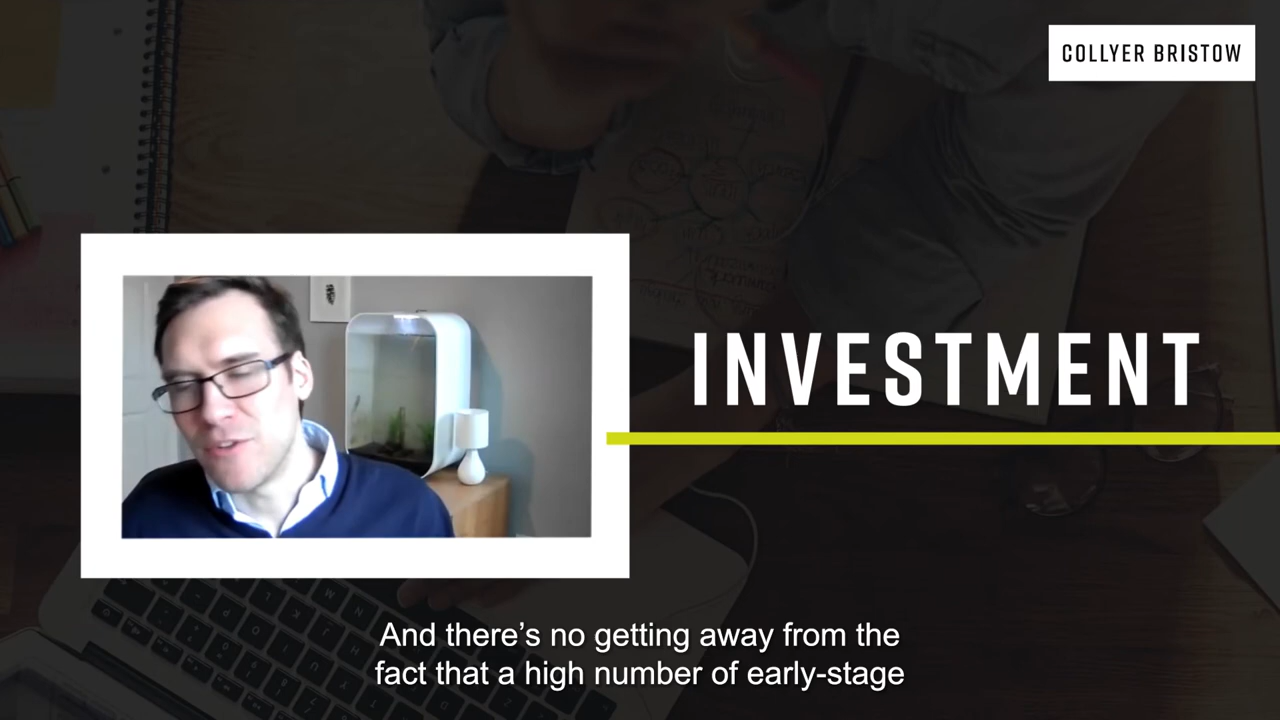 COLLYER BRISTOW
INVESTMENT
And there's no getting away from the
fact that a high number of early-stage